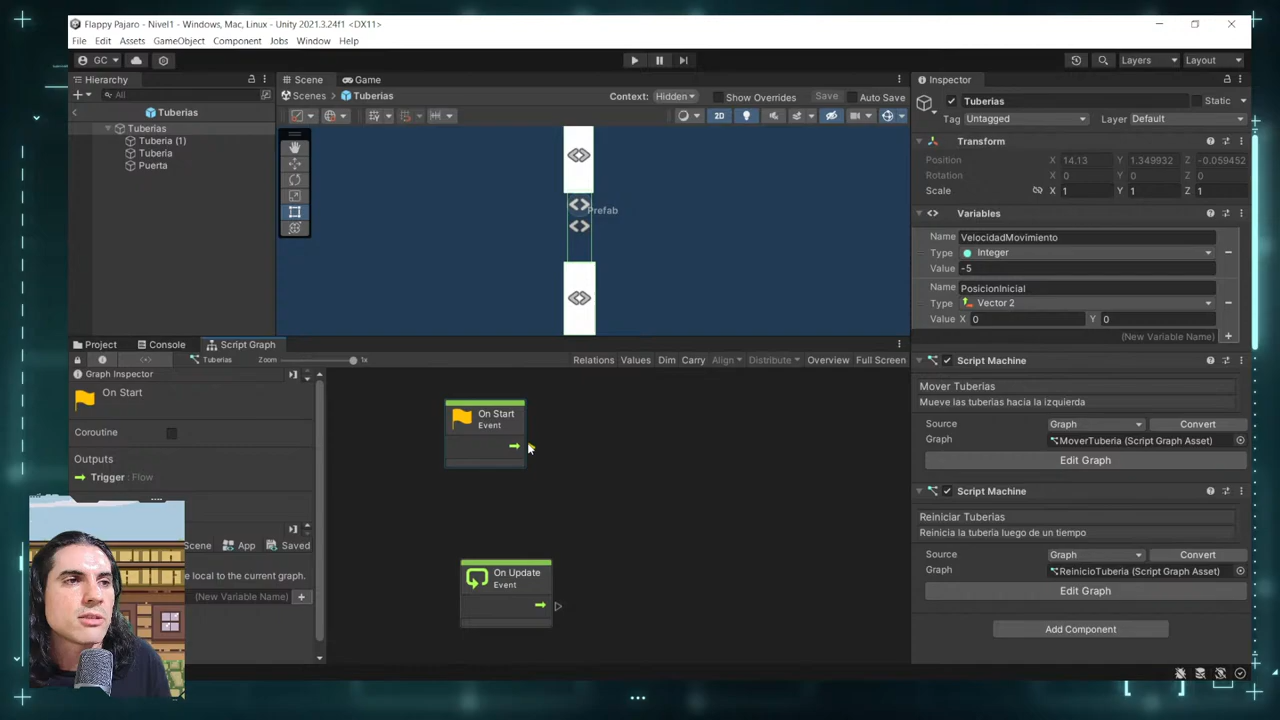 Flappy Pajaro - Nivel1 - Windows, Mac, Linux - Unity 2021.3.24f1 <DX11>
File Edit Assets GameObject Component Jobs Window Help
GC Layers Layout
Hierarchy
All
Tuberias
Tuberias
Tuberia (1)
Tuberia
Puerta
Scene Game
Scenes Tuberias Context: Hidden Show Overrides Save Auto Save
2D
Prefab
Project Console Script Graph
Tuberias Zoom 1x Relations Values Dim Carry Align Distribute Overview Full Screen
Graph Inspector
On Start
Coroutine
Outputs
Trigger: Flow
Scene App Saved
local to the current graph.
(New Variable Name)
On Start
Event
On Update
Event
Inspector
Tuberias Static
Tag Untagged Layer Default
Transform
Position X 14.13 Y 1.349932 Z -0.059452
Rotation X 0 Y 0 Z 0
Scale X 1 Y 1 Z 1
Variables
Name VelocidadMovimiento
Type Integer
Value -5
Name PosicionInicial
Type Vector 2
Value X 0 Y 0
(New Variable Name)
Script Machine
Mover Tuberias
Mueve las tuberias hacia la izquierda
Source Graph Convert
Graph MoverTuberia (Script Graph Asset)
Edit Graph
Script Machine
Reiniciar Tuberias
Reinicia la tubería luego de un tiempo
Source Graph Convert
Graph ReinicioTuberia (Script Graph Asset)
Edit Graph
Add Component